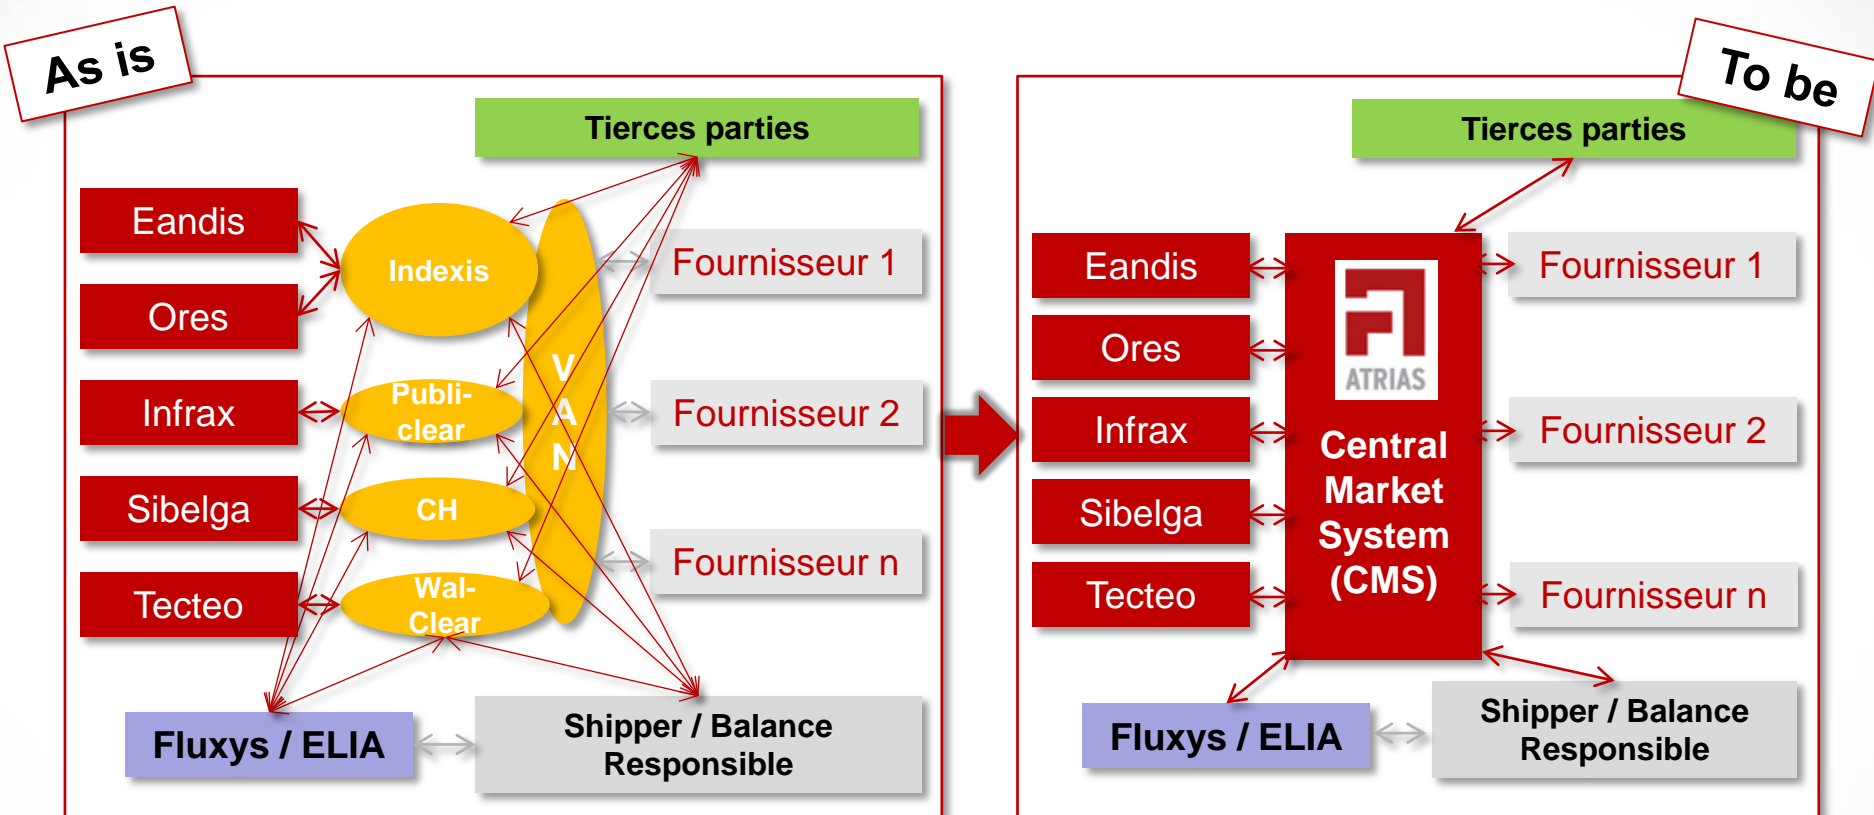 As is
Tierces parties
Eandis
Ores
Infrax
Sibelga
Tecteo
Indexis
Publi-
clear
CH
Wal-
Clear
V
A
N
Fournisseur 1
Fournisseur 2
Fournisseur n
Fluxys / ELIA
Shipper / Balance
Responsible
To be
Tierces parties
Eandis
Ores
Infrax
Sibelga
Tecteo
ATRIAS
Central
Market
System
(CMS)
Fournisseur 1
Fournisseur 2
Fournisseur n
Fluxys / ELIA
Shipper / Balance
Responsible